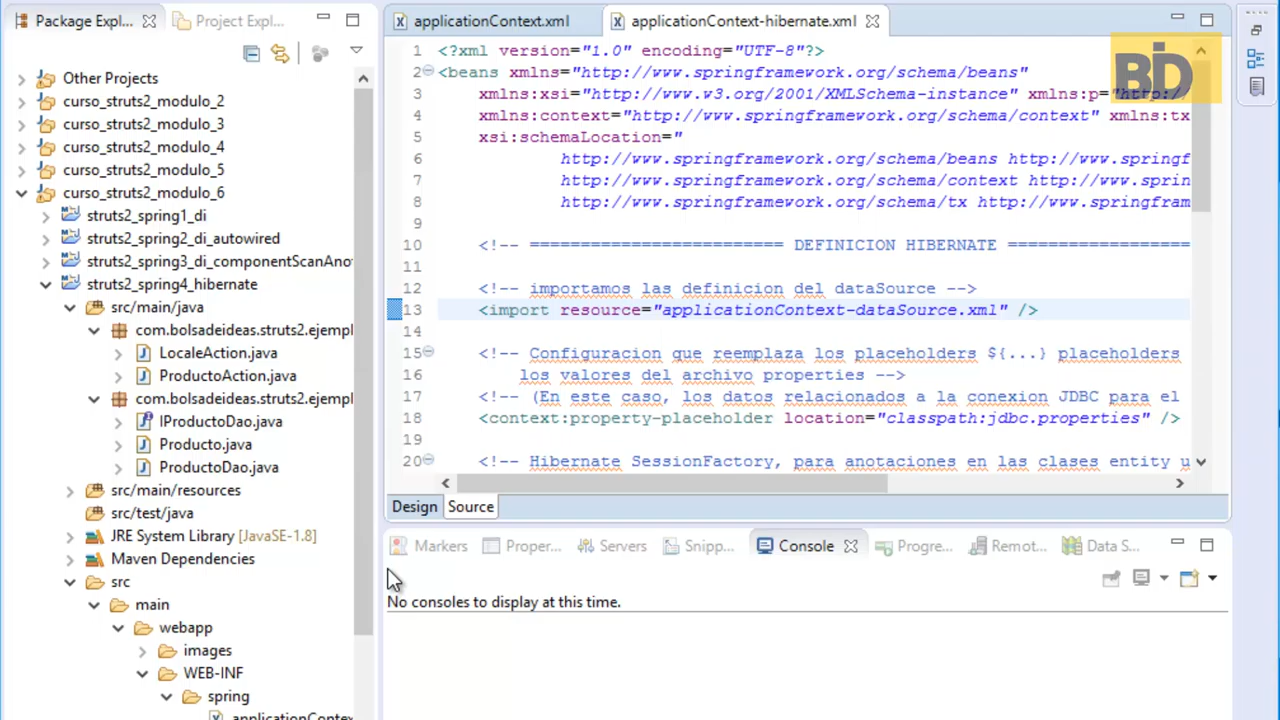 Package Expl...
Project Expl...
Other Projects
curso_struts2_modulo_2
curso_struts2_modulo_3
curso_struts2_modulo_4
curso_struts2_modulo_5
curso_struts2_modulo_6
struts2_spring1_di
struts2_spring2_di_autowired
struts2_spring3_di_componentScanAno
struts2_spring4_hibernate
src/main/java
com.bolsadeideas.struts2.ejempl
LocaleAction.java
ProductoAction.java
com.bolsadeideas.struts2.ejempl
IProductoDao.java
Producto.java
ProductoDao.java
src/main/resources
src/test/java
JRE System Library [JavaSE-1.8]
Maven Dependencies
src
main
webapp
images
WEB-INF
spring
applicationContex
applicationContext.xml
applicationContext-hibernate.xml
BD
1 <?xml version="1.0" encoding="UTF-8"?>
2 <beans xmlns="http://www.springframework.org/schema/beans"
3 xmlns:xsi="http://www.w3.org/2001/XMLSchema-instance" xmlns:p="http:/
4 xmlns:context="http://www.springframework.org/schema/context" xmlns:tx
5 xsi:schemaLocation="
6 http://www.springframework.org/schema/beans http://www.springf
7 http://www.springframework.org/schema/context http://www.sprin
8 http://www.springframework.org/schema/tx http://www.springfram
9
10 <!-- ========================= DEFINICION HIBERNATE ==================
11
12 <!-- importamos las definicion del dataSource -->
13 <import resource="applicationContext-dataSource.xml" />
14
15 <!-- Configuracion que reemplaza los placeholders ${...} placeholders
16 los valores del archivo properties -->
17 <!-- (En este caso, los datos relacionados a la conexion JDBC para el
18 <context:property-placeholder location="classpath:jdbc.properties" />
19
20 <!-- Hibernate SessionFactory, para anotaciones en las clases entity u
Design
Source
Markers
Proper...
Servers
Snipp...
Console
Progre...
Remot...
Data S...
No consoles to display at this time.